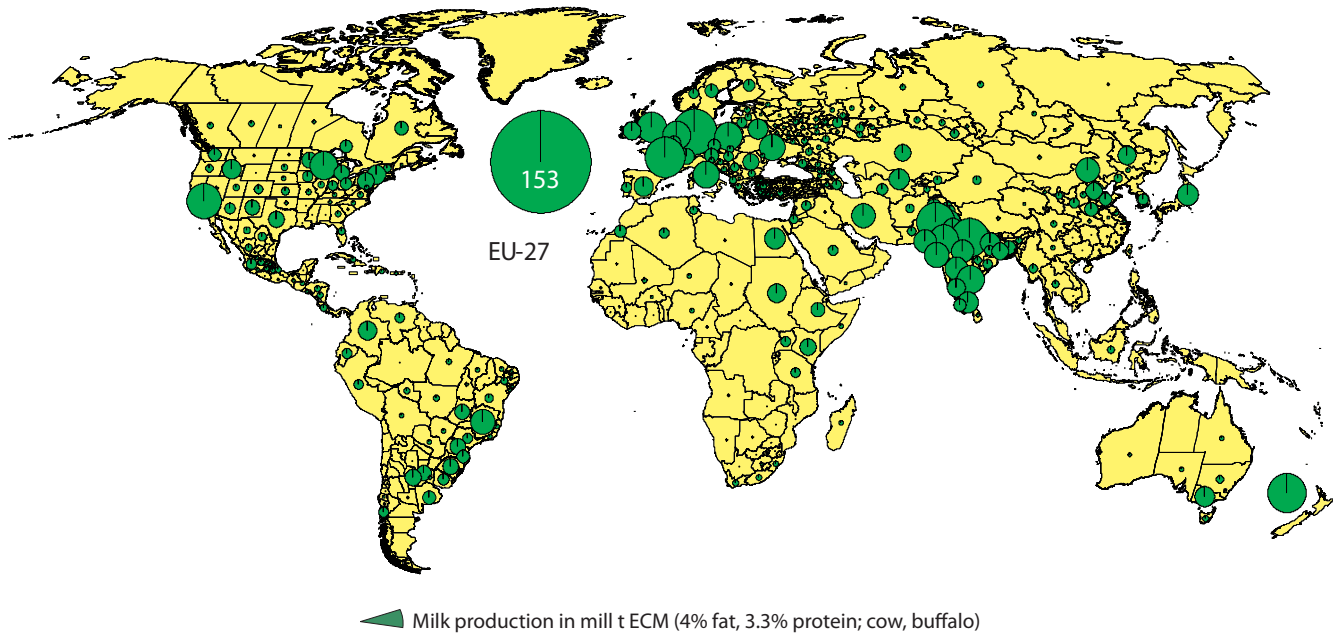 153
EU-27
Milk production in mill t ECM (4% fat, 3.3% protein; cow, buffalo)